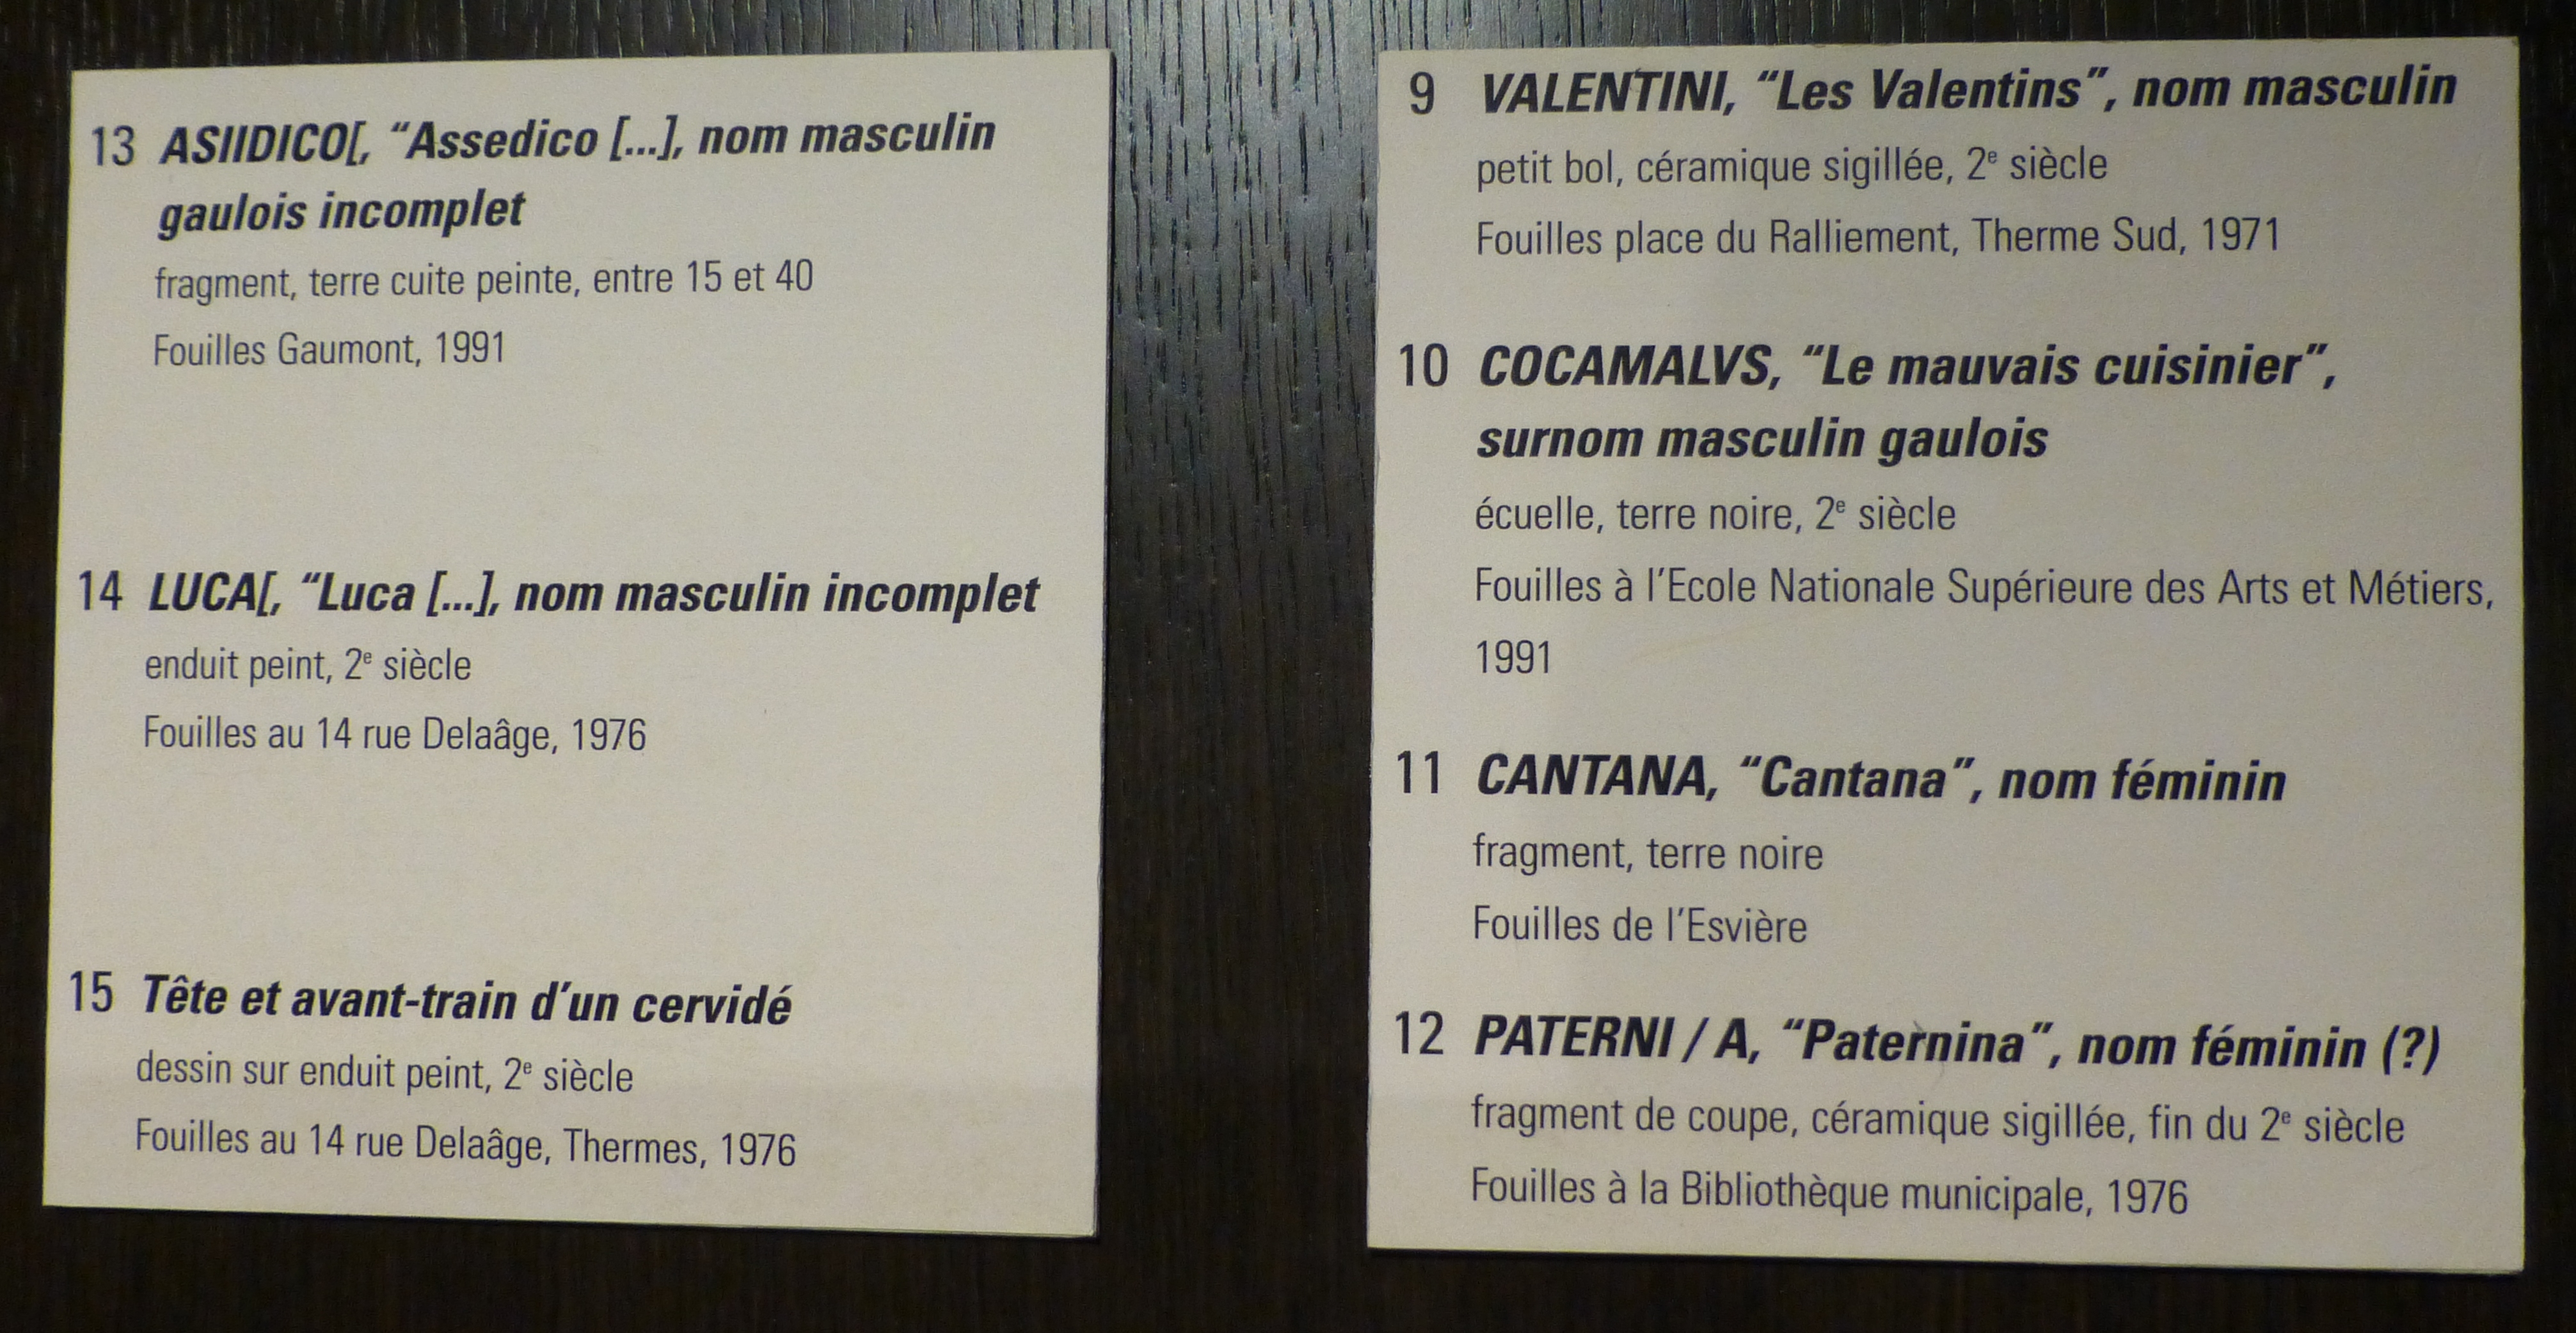 13 ASIIDICO[, “Assedico [...], nom masculin
gaulois incomplet
fragment, terre cuite peinte, entre 15 et 40
Fouilles Gaumont, 1991
14 LUCA[, “Luca [...], nom masculin incomplet
enduit peint, 2e siècle
Fouilles au 14 rue Delaâge, 1976
15 Tête et avant-train d’un cervidé
dessin sur enduit peint, 2e siècle
Fouilles au 14 rue Delaâge, Thermes, 1976
9 VALENTINI, “Les Valentins”, nom masculin
petit bol, céramique sigillée, 2e siècle
Fouilles place du Ralliement, Therme Sud, 1971
10 COCAMALVS, “Le mauvais cuisinier”,
surnom masculin gaulois
écuelle, terre noire, 2e siècle
Fouilles à l’Ecole Nationale Supérieure des Arts et Métiers,
1991
11 CANTANA, “Cantana”, nom féminin
fragment, terre noire
Fouilles de l’Esvière
12 PATERNI / A, “Paternina”, nom féminin (?)
fragment de coupe, céramique sigillée, fin du 2e siècle
Fouilles à la Bibliothèque municipale, 1976